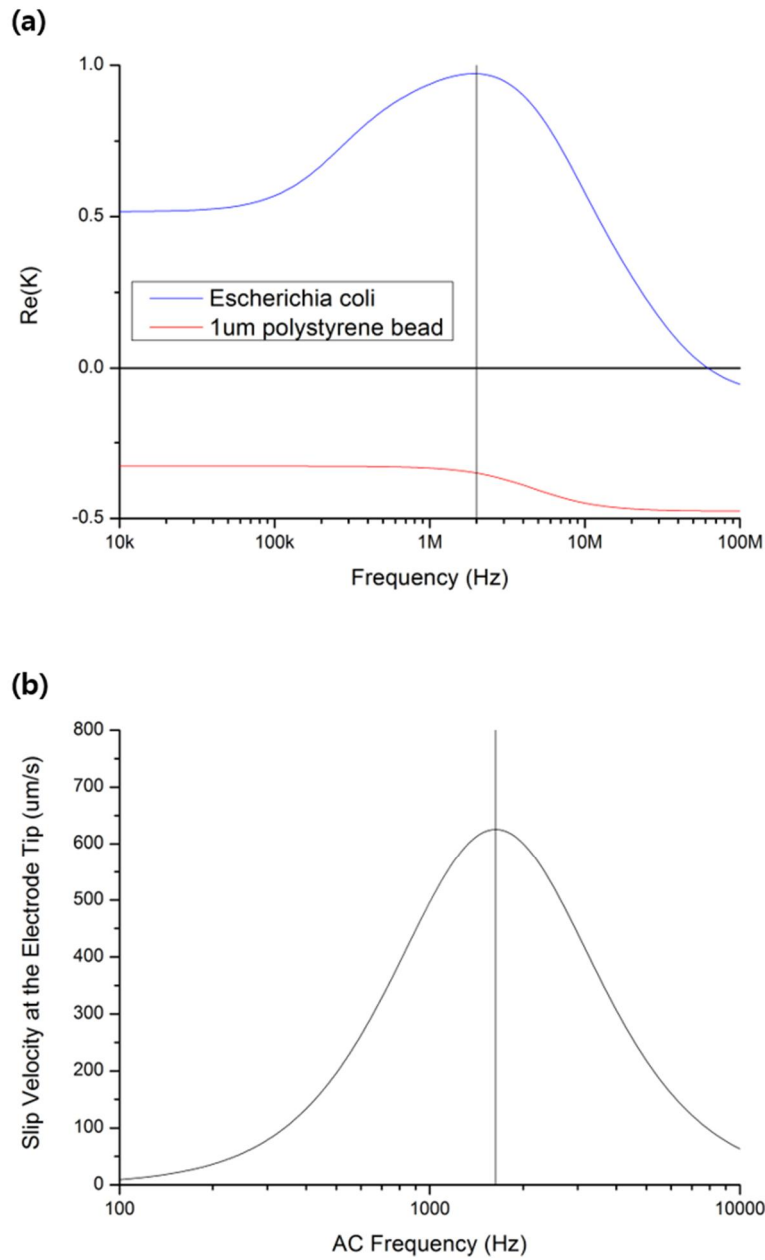 (a)
1.0
0.5
0.0
-0.5
Re(K)
Escherichia coli
1um polystyrene bead
10k 100k 1M 10M 100M
Frequency (Hz)
(b)
800
700
600
500
400
300
200
100
0
Slip Velocity at the Electrode Tip (um/s)
100 1000 10000
AC Frequency (Hz)